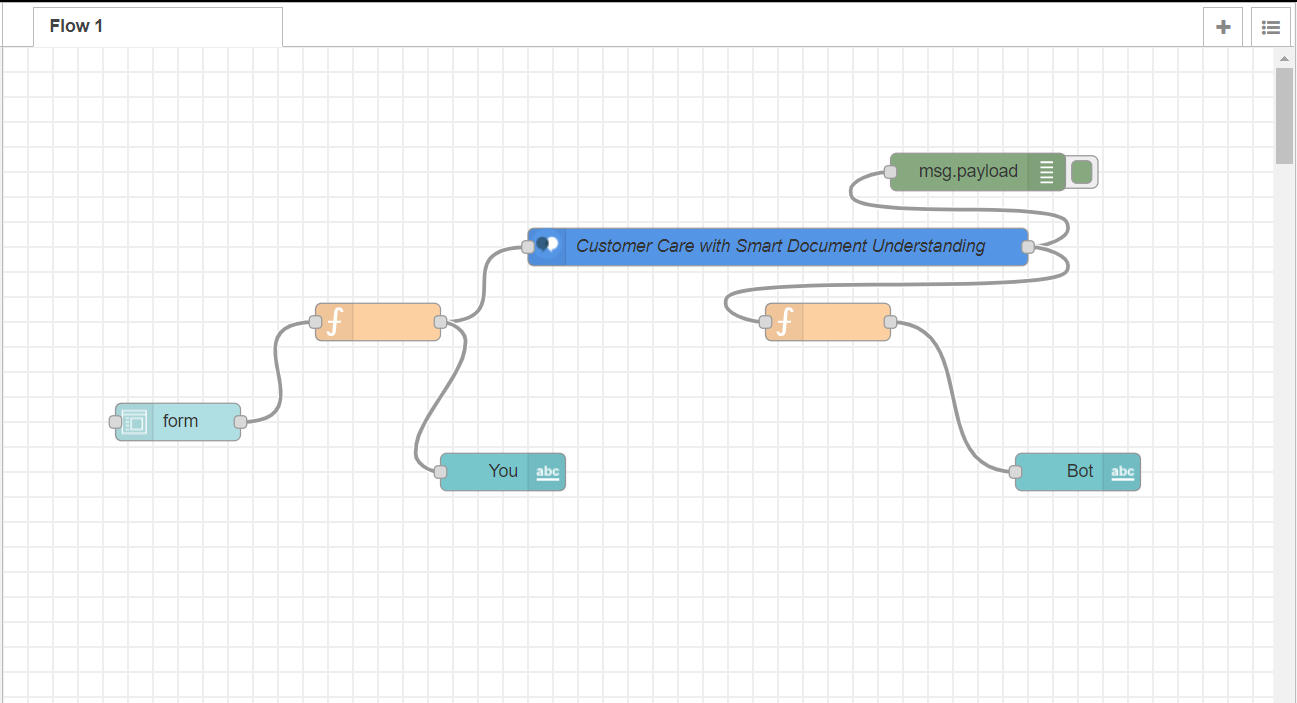 Flow 1
msg.payload
Customer Care with Smart Document Understanding
form
You abc
Bot abc